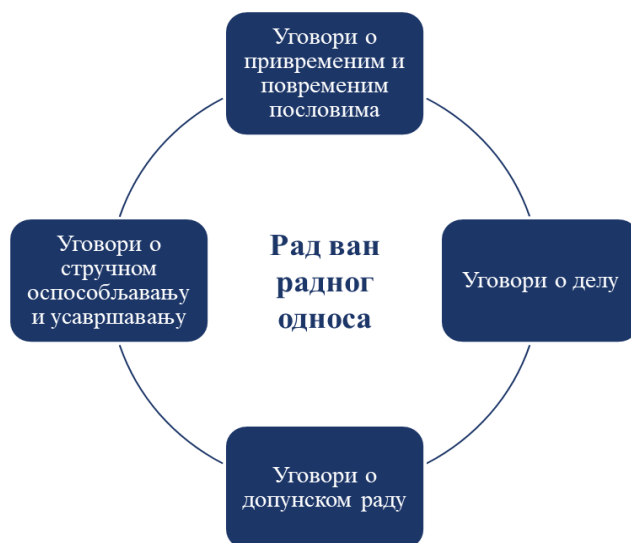 Уговори о
привременим и
повременим
пословима
Уговори о
стручном
оспособљавању
и усавршавању
Рад ван
радног
односа
Уговори о делу
Уговори о
допунском раду